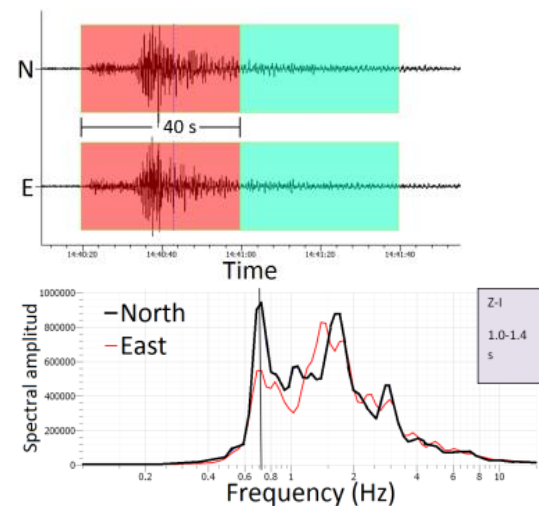 N
40 s
E
14:40:20 14:40:40 14:41:00 14:41:20 14:41:40
Time
1000000
800000
600000
400000
200000
0
Spectral amplitud
North
East
Z-I
1.0-1.4
s
0.2 0.4 0.6 0.8 1 2 4 6 8 10
Frequency (Hz)